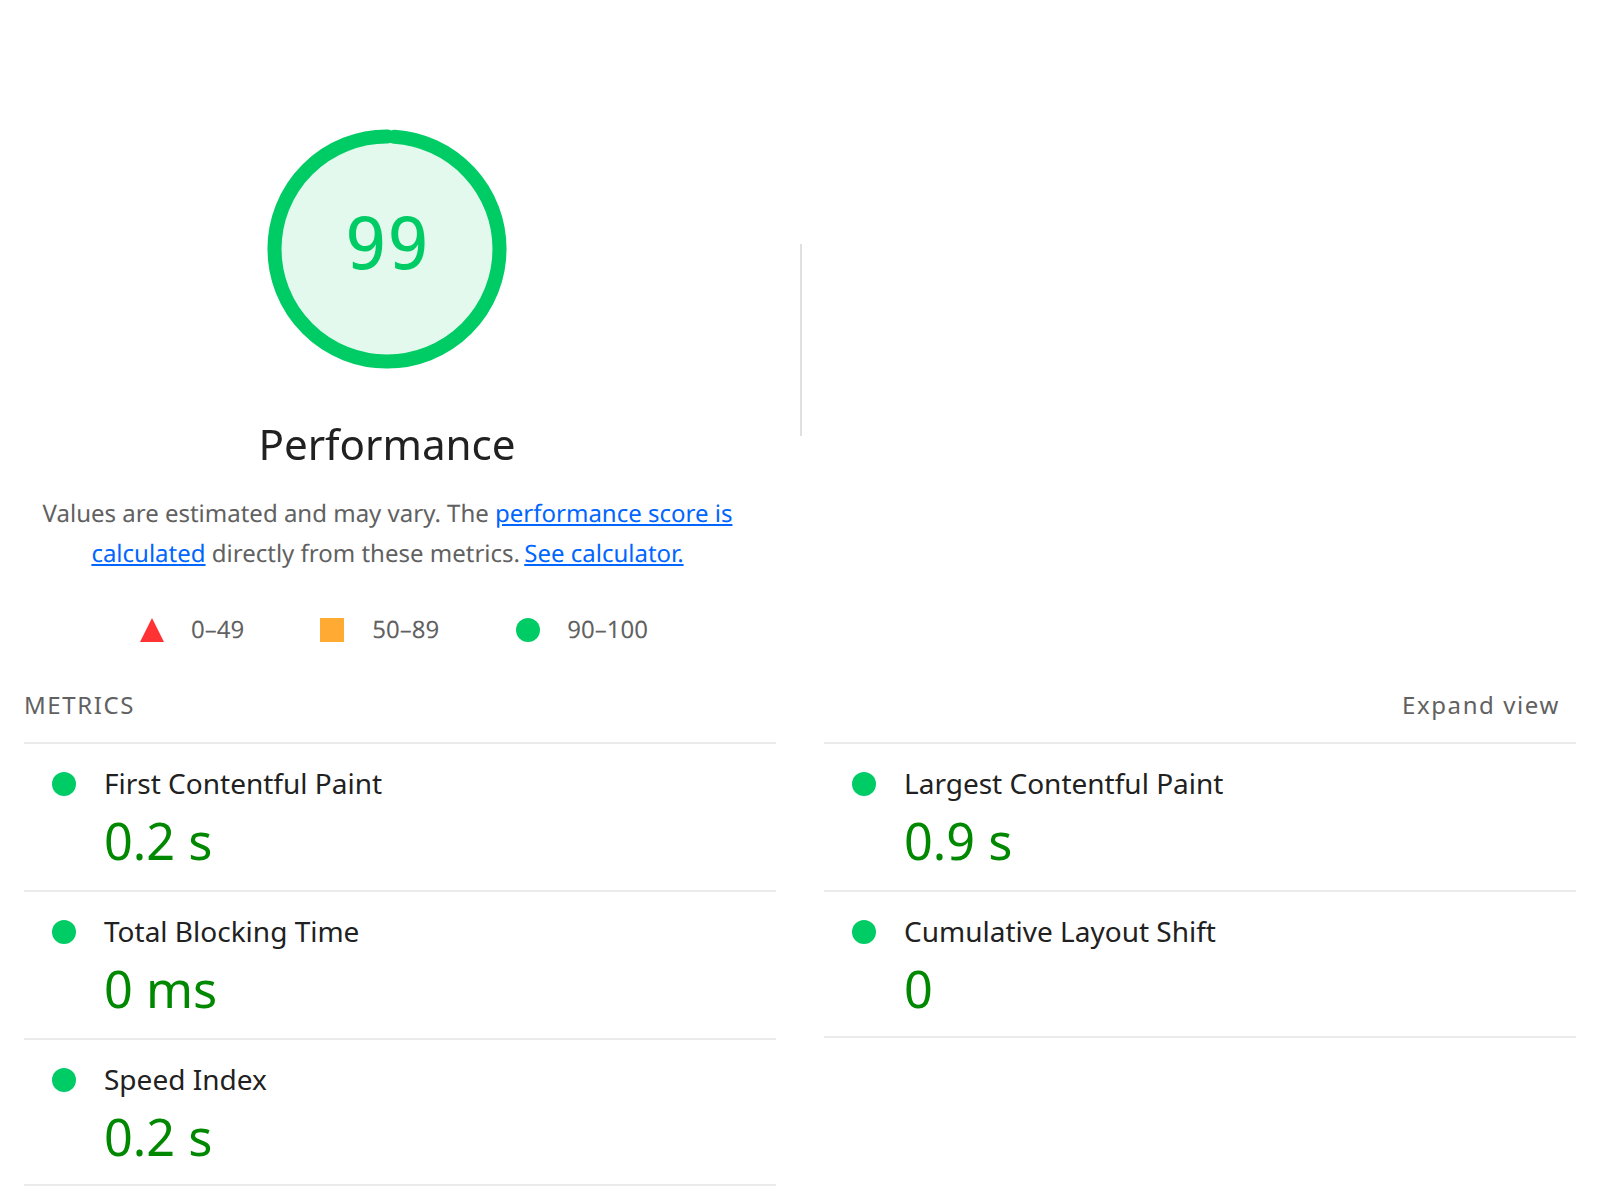 99
Performance
Values are estimated and may vary. The performance score is
calculated directly from these metrics. See calculator.
0–49
50–89
90–100
METRICS
Expand view
First Contentful Paint
0.2 s
Largest Contentful Paint
0.9 s
Total Blocking Time
0 ms
Cumulative Layout Shift
0
Speed Index
0.2 s